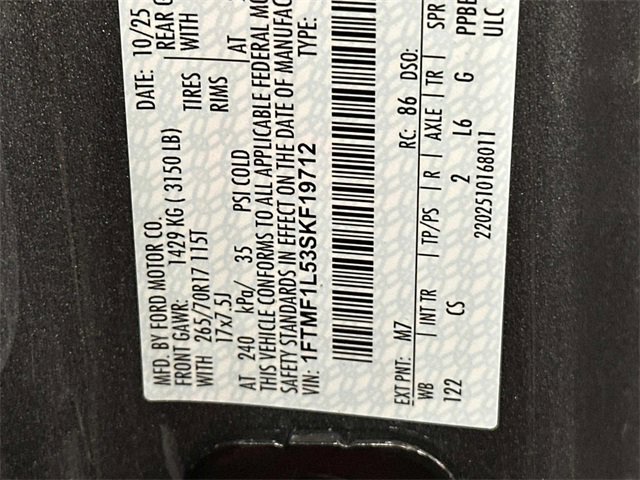 MFD. BY FORD MOTOR CO. DATE: 10/25
FRONT GAWR: 1429 KG ( 3150 LB) REAR
WITH 265/70R17 115T TIRES WITH
17x7.5J RIMS
AT 240 kPa/ 35 PSI COLD AT
THIS VEHICLE CONFORMS TO ALL APPLICABLE FEDERAL
SAFETY STANDARDS IN EFFECT ON THE DATE OF
VIN: 1FTMF1L53SKF19712 TYPE:
EXT PNT: M7 RC: 86 DSO:
WB INT TR TP/PS R AXLE TR SPR
122 CS 2 L6 G
2202510168011 ULC